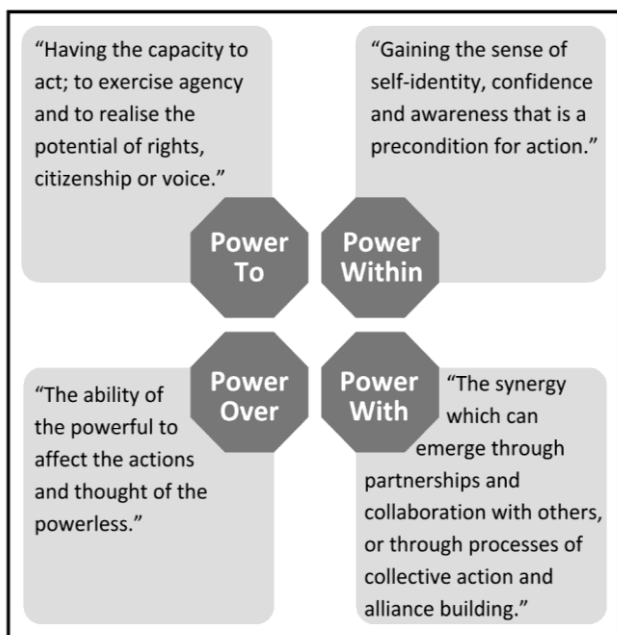 “Having the capacity to
act; to exercise agency
and to realise the
potential of rights,
citizenship or voice.”
“Gaining the sense of
self-identity, confidence
and awareness that is a
precondition for action.”
Power
To
Power
Within
Power
Over
Power
With
“The ability of
the powerful to
affect the actions
and thought of the
powerless.”
“The synergy
which can
emerge through
partnerships and
collaboration with others,
or through processes of
collective action and
alliance building.”